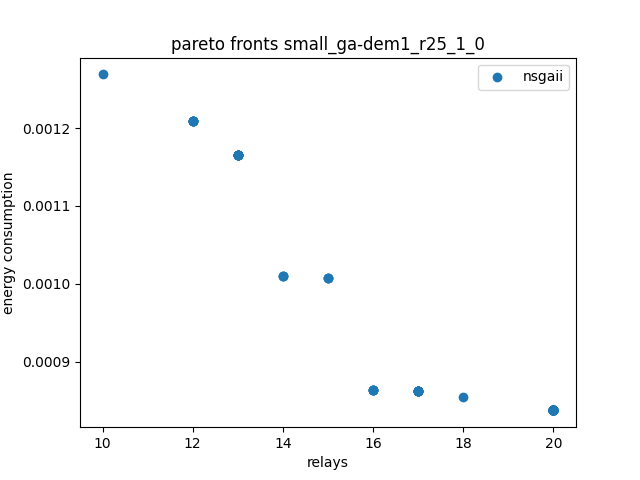 pareto fronts small_ga-dem1_r25_1_0
nsgaii
0.0012
0.0011
0.0010
0.0009
energy consumption
10 12 14 16 18 20
relays